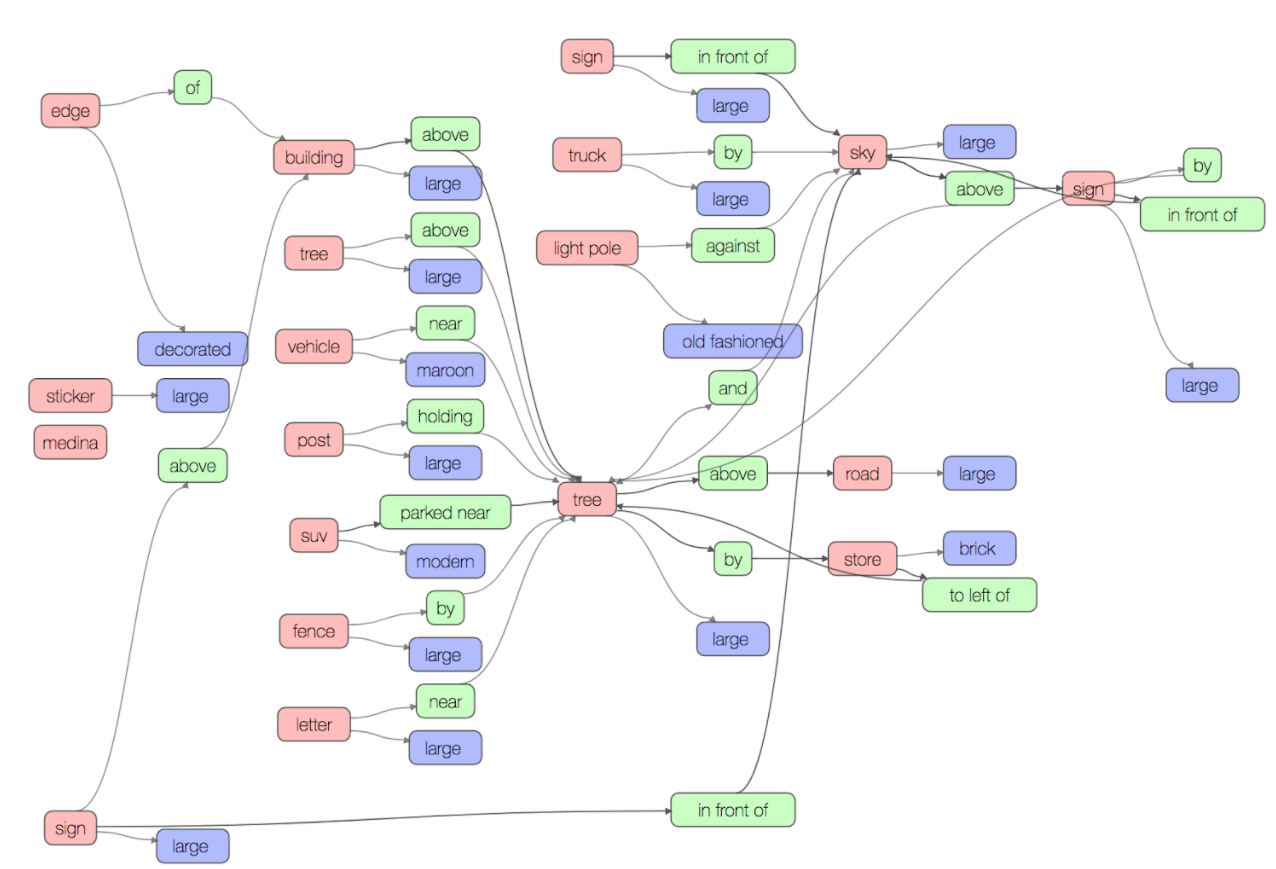 sign
in front of
large
edge
of
building
above
large
truck
by
large
sky
large
above
sign
by
in front of
large
light pole
against
old fashioned
tree
above
large
decorated
vehicle
near
maroon
sticker
large
medina
above
post
holding
large
and
tree
above
road
large
suv
parked near
modern
by
store
brick
to left of
large
fence
by
large
letter
near
large
sign
in front of
large